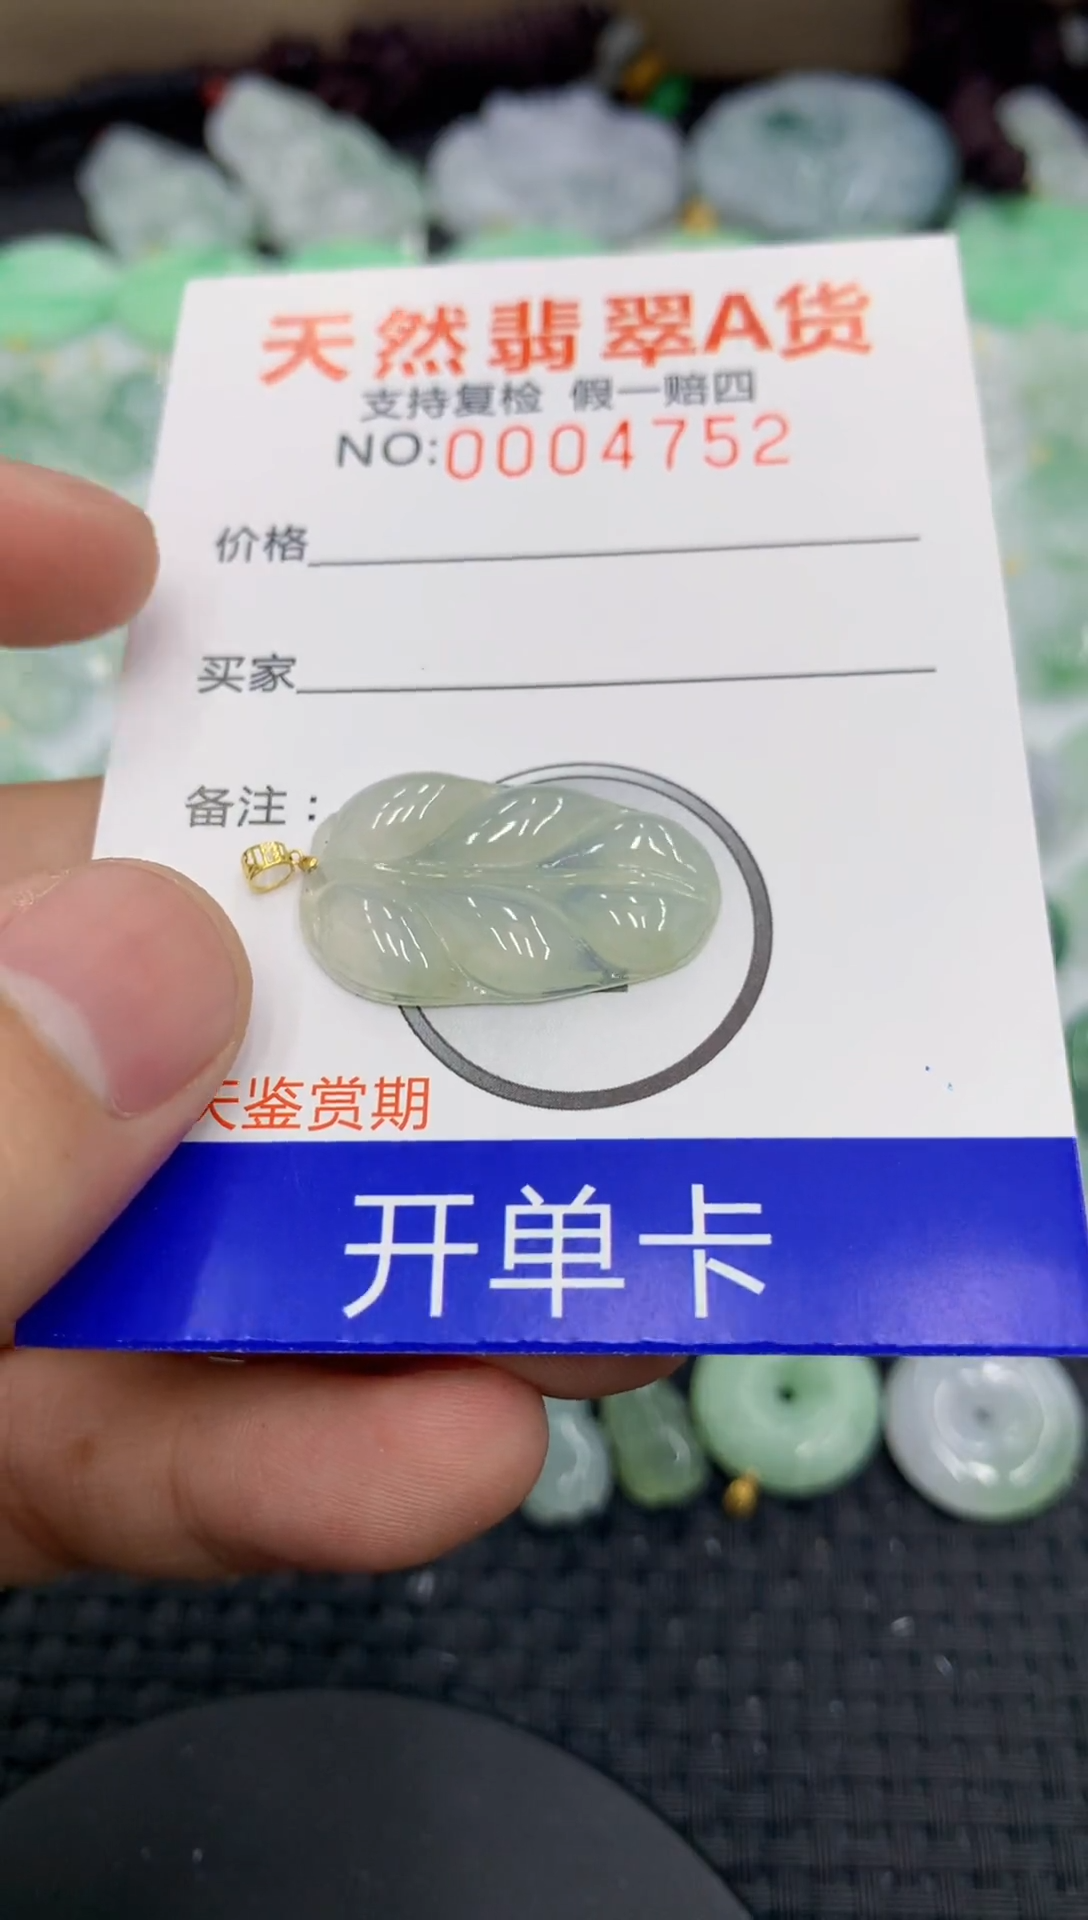 天然翡翠A货
支持复检 假一赔四
NO:0004752
价格
买家
备注：
天鉴赏期
开单卡